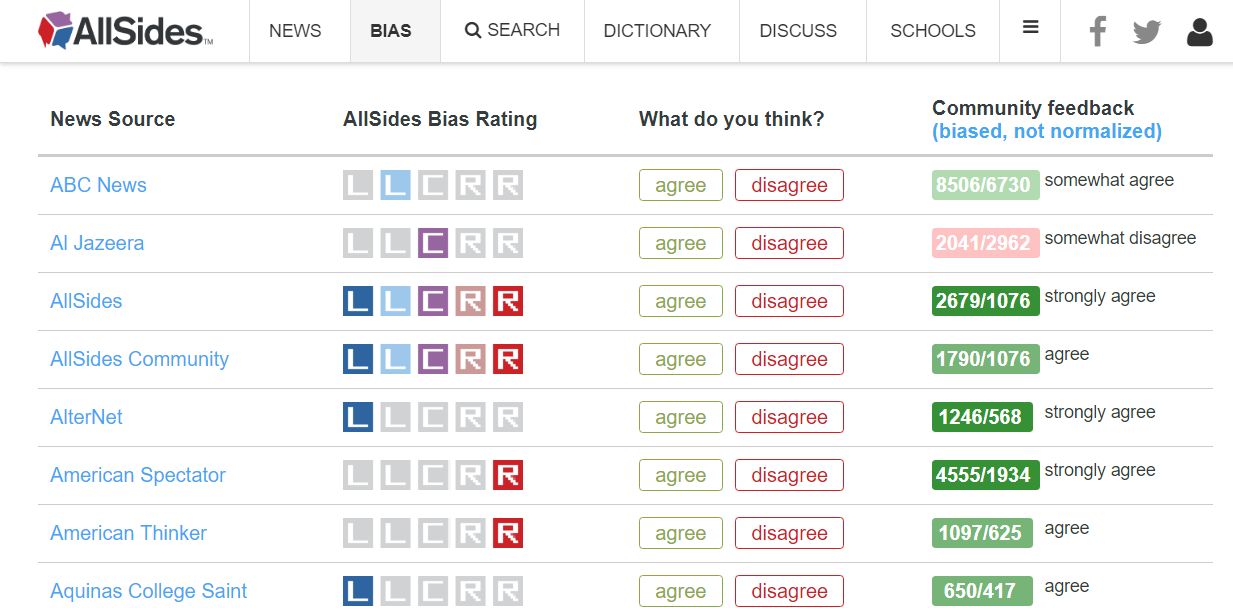 AllSides™ NEWS BIAS SEARCH DICTIONARY DISCUSS SCHOOLS
News Source AllSides Bias Rating What do you think? Community feedback
(biased, not normalized)
ABC News L L C R R agree disagree 8506/6730 somewhat agree
Al Jazeera L L C R R agree disagree 2041/2962 somewhat disagree
AllSides L L C R R agree disagree 2679/1076 strongly agree
AllSides Community L L C R R agree disagree 1790/1076 agree
AlterNet L L C R R agree disagree 1246/568 strongly agree
American Spectator L L C R R agree disagree 4555/1934 strongly agree
American Thinker L L C R R agree disagree 1097/625 agree
Aquinas College Saint L L C R R agree disagree 650/417 agree